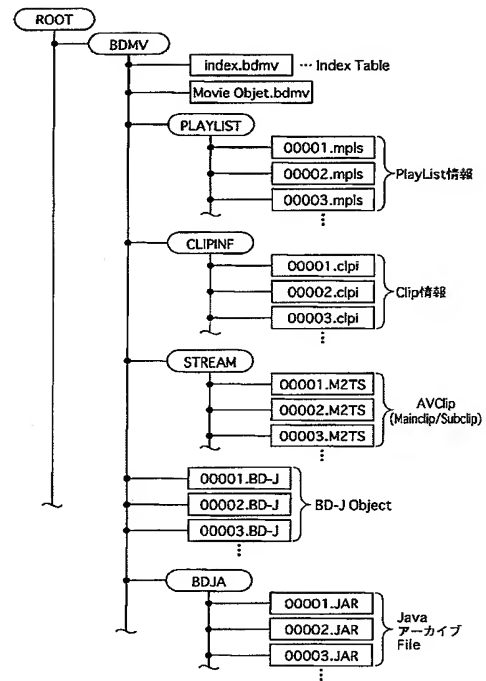 ROOT
BDMV
index.bdmv … Index Table
Movie Objet.bdmv
PLAYLIST
00001.mpls
00002.mpls
00003.mpls
PlayList情報
CLIPINF
00001.clpi
00002.clpi
00003.clpi
Clip情報
STREAM
00001.M2TS
00002.M2TS
00003.M2TS
AVClip
(Mainclip/Subclip)
00001.BD-J
00002.BD-J
00003.BD-J
BD-J Object
BDJA
00001.JAR
00002.JAR
00003.JAR
Java
アーカイブ
File